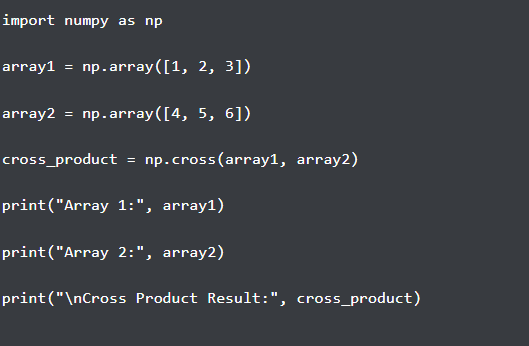 import numpy as np
array1 = np.array([1, 2, 3])
array2 = np.array([4, 5, 6])
cross_product = np.cross(array1, array2)
print("Array 1:", array1)
print("Array 2:", array2)
print("\nCross Product Result:", cross_product)